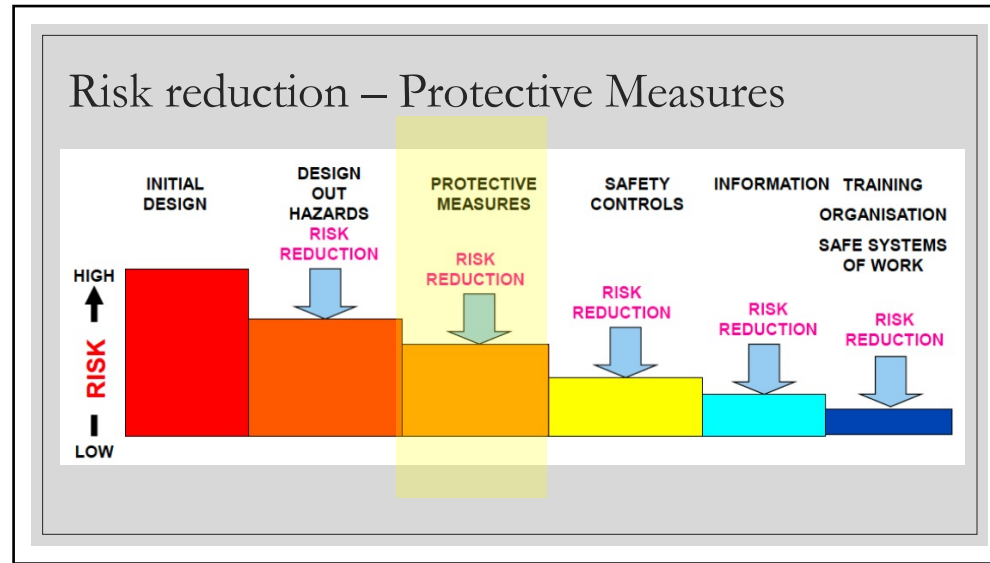 Risk reduction – Protective Measures
INITIAL
DESIGN
DESIGN
OUT
HAZARDS
RISK
REDUCTION
PROTECTIVE
MEASURES
RISK
REDUCTION
SAFETY
CONTROLS
RISK
REDUCTION
INFORMATION
RISK
REDUCTION
TRAINING
ORGANISATION
SAFE SYSTEMS
OF WORK
RISK
REDUCTION
HIGH
RISK
LOW